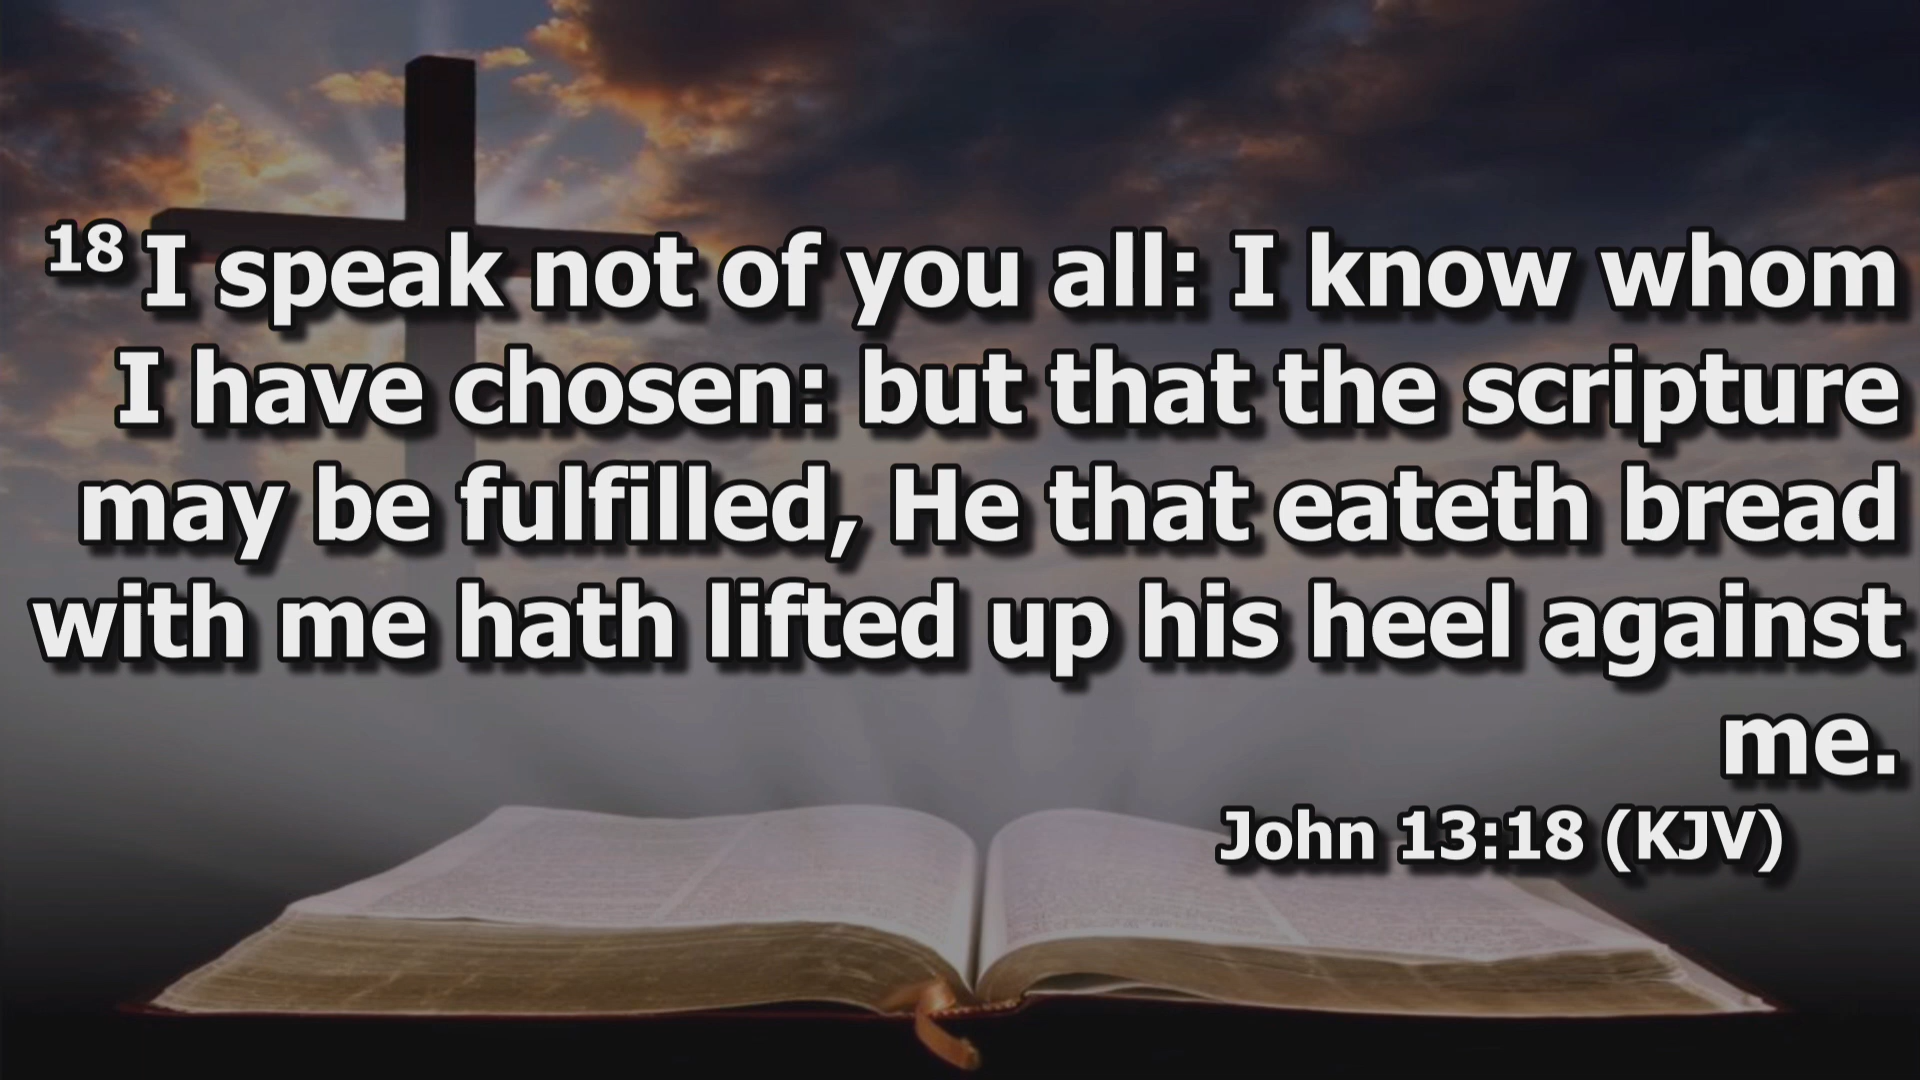 18 I speak not of you all: I know whom
I have chosen: but that the scripture
may be fulfilled, He that eateth bread
with me hath lifted up his heel against
me.
John 13:18 (KJV)